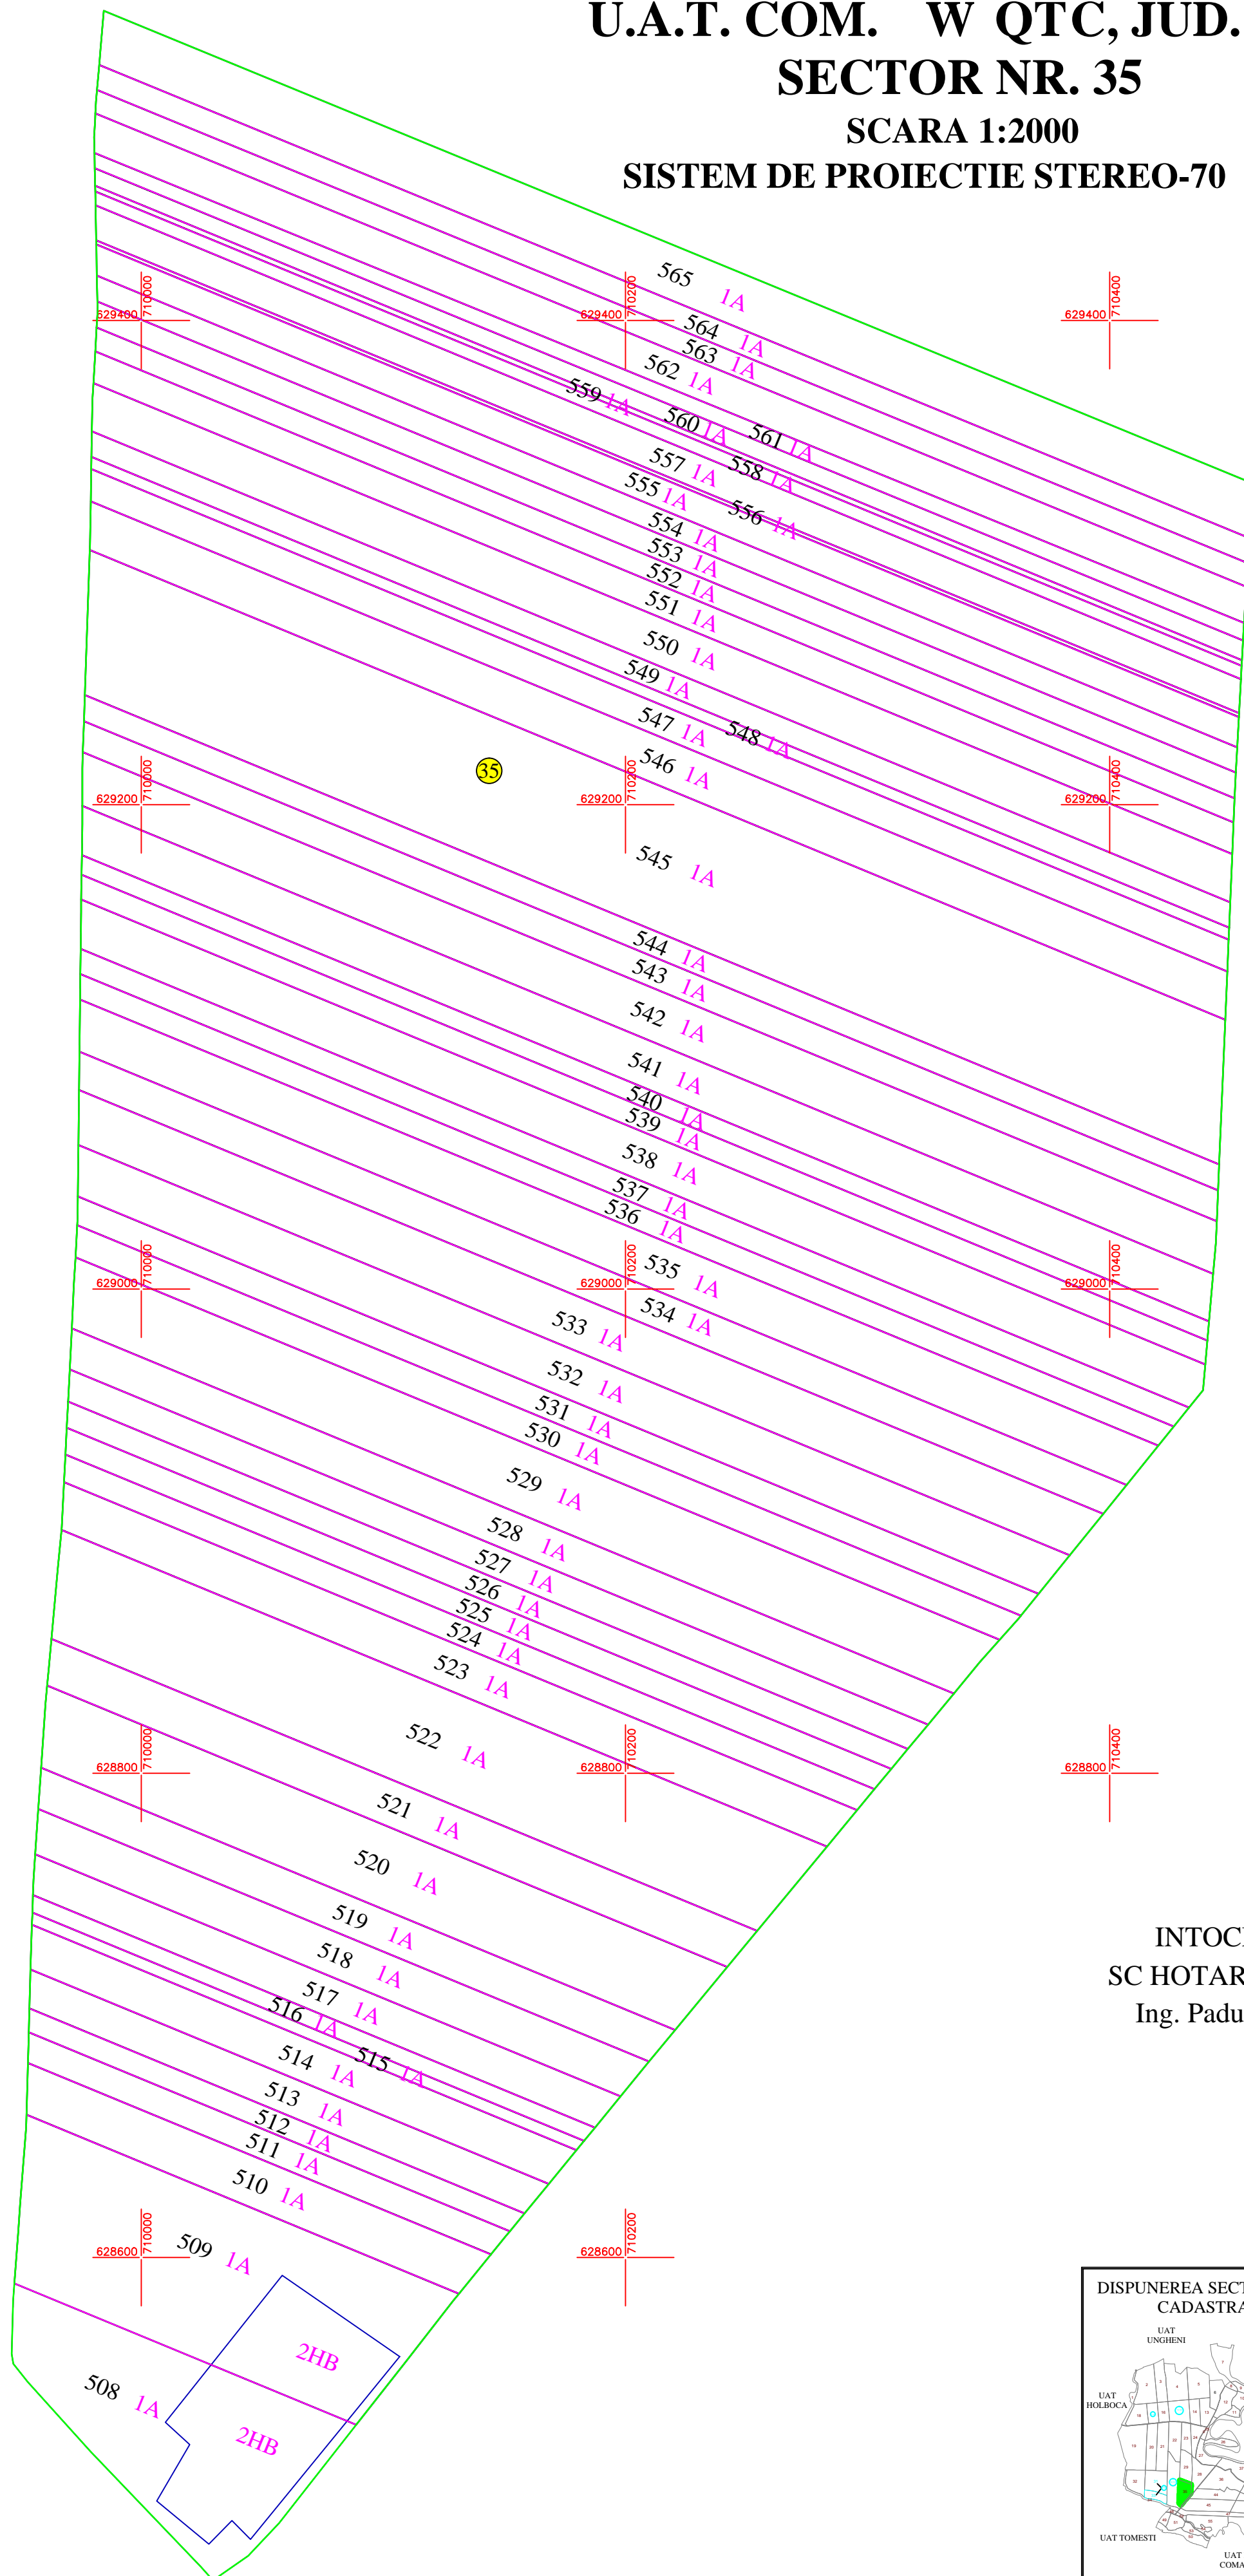 U.A.T. COM. W QTC, JUD.
SECTOR NR. 35
SCARA 1:2000
SISTEM DE PROIECTIE STEREO-70
565 1A
629400 710000
629400 710200
629400 710400
564 1A
563 1A
562 1A
559 1A
560 1A
561 1A
557 1A
558 1A
555 1A
556 1A
554 1A
553 1A
552 1A
551 1A
550 1A
549 1A
547 1A
548 1A
546 1A
35
629200 710000
629200 710200
629200 710400
545 1A
544 1A
543 1A
542 1A
541 1A
540 1A
539 1A
538 1A
537 1A
536 1A
535 1A
629000 710000
629000 710200
629000 710400
534 1A
533 1A
532 1A
531 1A
530 1A
529 1A
528 1A
527 1A
526 1A
525 1A
524 1A
523 1A
522 1A
628800 710000
628800 710200
628800 710400
521 1A
520 1A
519 1A
518 1A
517 1A
516 1A
515 1A
514 1A
513 1A
512 1A
511 1A
510 1A
INTOC
SC HOTAR
Ing. Padu
509 1A
628600 710000
628600 710200
2HB
508 1A
2HB
DISPUNEREA SECT
CADASTRA
UAT
UNGHENI
UAT
HOLBOCA
UAT TOMESTI
UAT
COMA